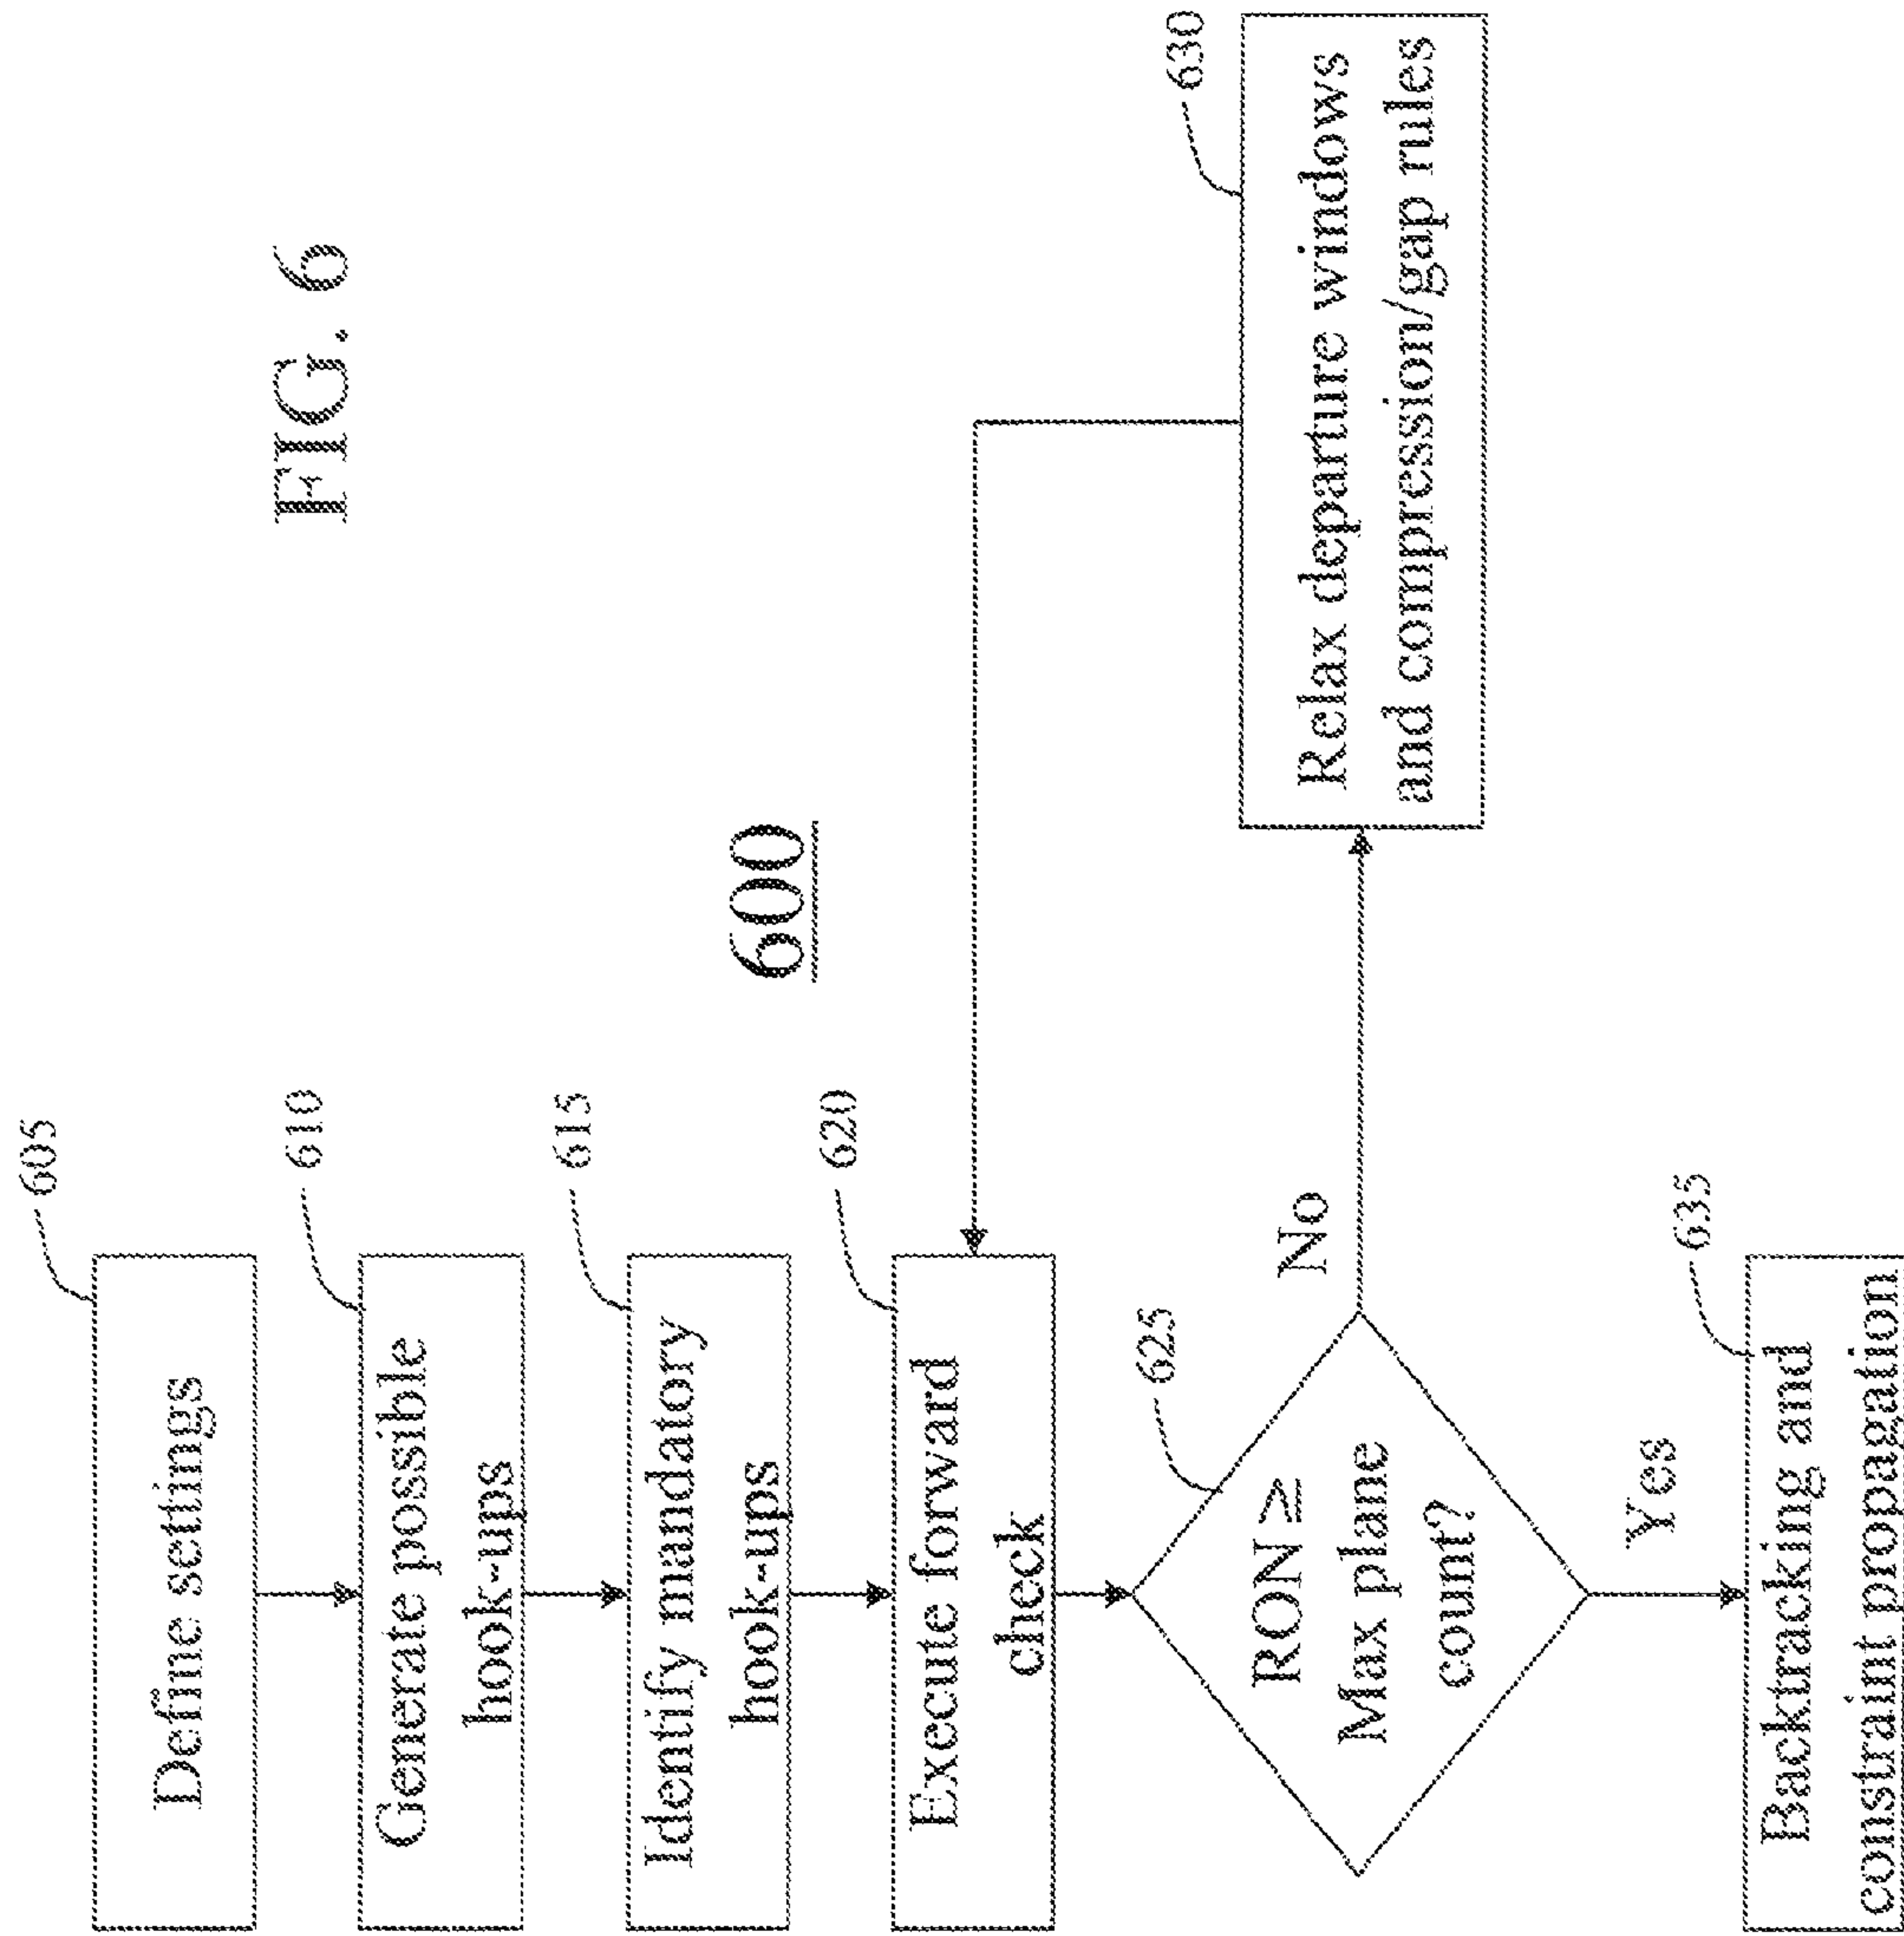 FIG. 6
600
605
Define settings
610
Generate possible
hook-ups
615
Identify mandatory
hook-ups
620
Execute forward
check
625
RON ≥
Max plane
count?
No
630
Relax departure windows
and compression/gap rules
Yes
635
Backtracking and
constraint propagation